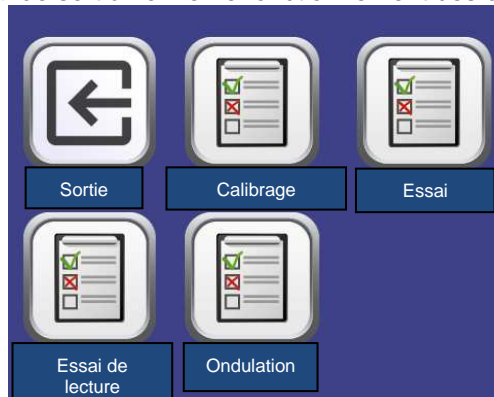 Sortie
Calibrage
Essai
Essai de
lecture
Ondulation